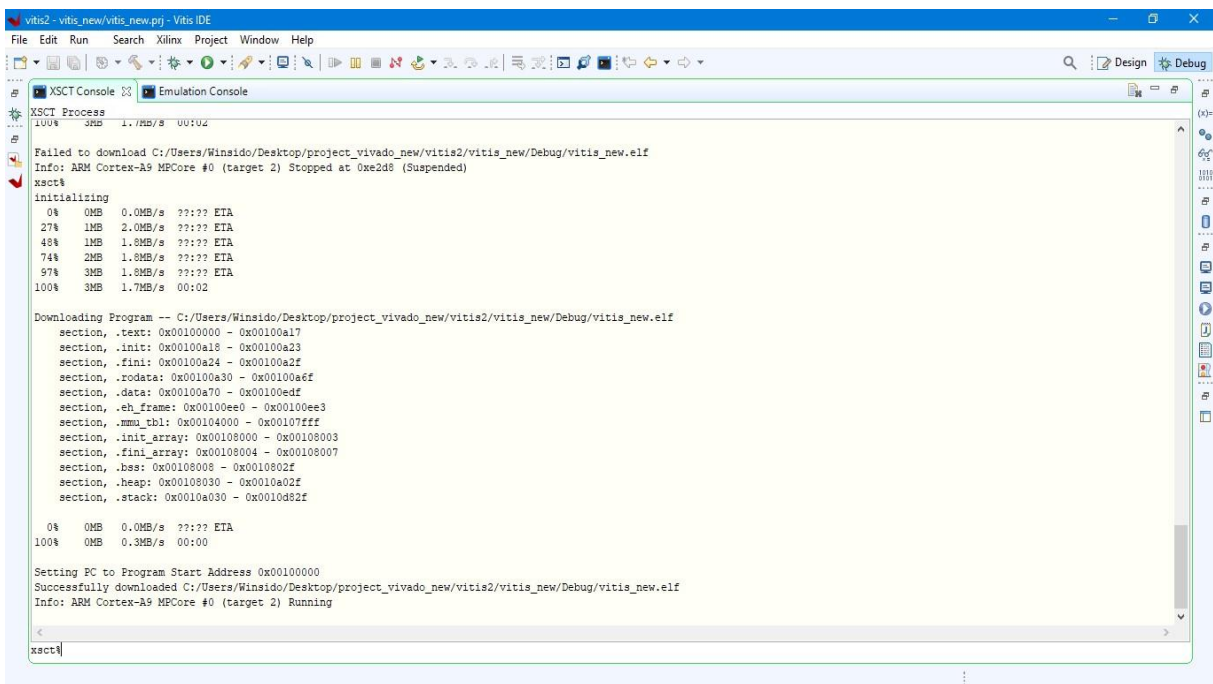 vitis2 - vitis_new/vitis_new.prj - Vitis IDE
File Edit Run Search Xilinx Project Window Help
Design Debug
XSCT Console Emulation Console
XSCT Process
100% 3MB 1.7MB/s 00:02
Failed to download C:/Users/Winsido/Desktop/project_vivado_new/vitis2/vitis_new/Debug/vitis_new.elf
Info: ARM Cortex-A9 MPCore #0 (target 2) Stopped at 0xe2d8 (Suspended)
xsct%
initializing
0% 0MB 0.0MB/s ??:?? ETA
27% 1MB 2.0MB/s ??:?? ETA
48% 1MB 1.8MB/s ??:?? ETA
74% 2MB 1.8MB/s ??:?? ETA
97% 3MB 1.8MB/s ??:?? ETA
100% 3MB 1.7MB/s 00:02
Downloading Program -- C:/Users/Winsido/Desktop/project_vivado_new/vitis2/vitis_new/Debug/vitis_new.elf
section, .text: 0x00100000 - 0x00100a17
section, .init: 0x00100a18 - 0x00100a23
section, .fini: 0x00100a24 - 0x00100a2f
section, .rodata: 0x00100a30 - 0x00100a6f
section, .data: 0x00100a70 - 0x00100edf
section, .eh_frame: 0x00100ee0 - 0x00100ee3
section, .mmu_tbl: 0x00104000 - 0x00107fff
section, .init_array: 0x00108000 - 0x00108003
section, .fini_array: 0x00108004 - 0x00108007
section, .bss: 0x00108008 - 0x0010802f
section, .heap: 0x00108030 - 0x0010a02f
section, .stack: 0x0010a030 - 0x0010d82f
0% 0MB 0.0MB/s ??:?? ETA
100% 0MB 0.3MB/s 00:00
Setting PC to Program Start Address 0x00100000
Successfully downloaded C:/Users/Winsido/Desktop/project_vivado_new/vitis2/vitis_new/Debug/vitis_new.elf
Info: ARM Cortex-A9 MPCore #0 (target 2) Running
xsct%